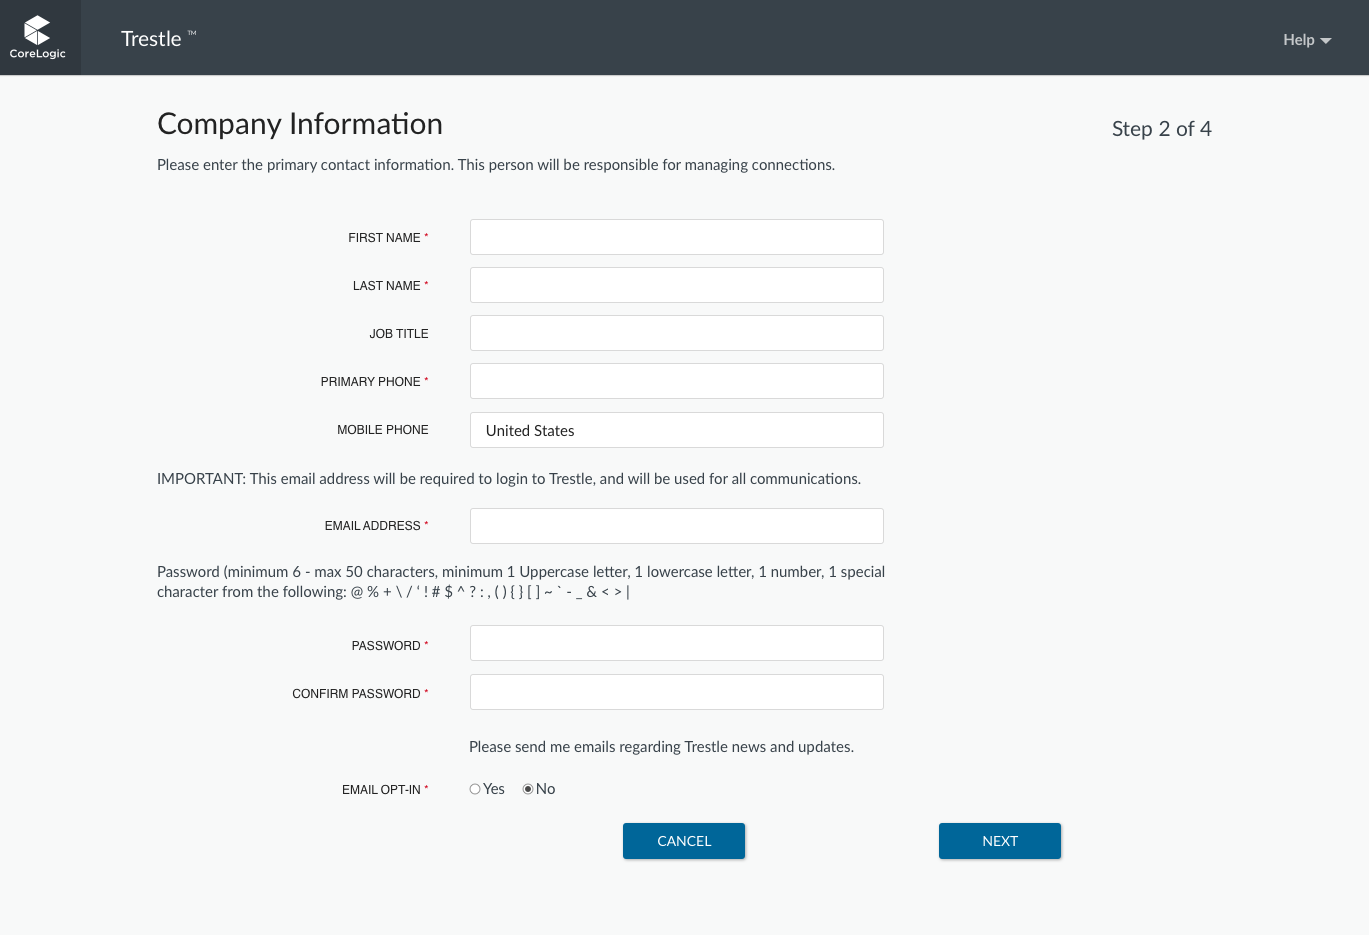 CoreLogic
Trestle ™
Help
Company Information
Step 2 of 4
Please enter the primary contact information. This person will be responsible for managing connections.
FIRST NAME *
LAST NAME *
JOB TITLE
PRIMARY PHONE *
MOBILE PHONE
United States
IMPORTANT: This email address will be required to login to Trestle, and will be used for all communications.
EMAIL ADDRESS *
Password (minimum 6 - max 50 characters, minimum 1 Uppercase letter, 1 lowercase letter, 1 number, 1 special
character from the following: @ % + \ / ‘ ! # $ ^ ? : , ( ) { } [ ] ~ ` - _ & < > |
PASSWORD *
CONFIRM PASSWORD *
Please send me emails regarding Trestle news and updates.
EMAIL OPT-IN *
Yes No
CANCEL
NEXT